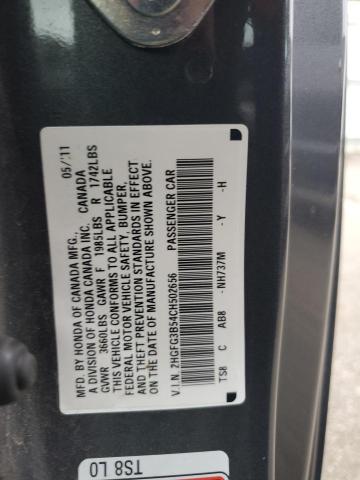 MFD. BY HONDA OF CANADA MFG.,
A DIVISION OF HONDA CANADA INC. CANADA 05/11
GVWR 3660LBS GAWR F 1985LBS R 1742LBS
THIS VEHICLE CONFORMS TO ALL APPLICABLE
FEDERAL MOTOR VEHICLE SAFETY, BUMPER,
AND THEFT PREVENTION STANDARDS IN EFFECT
ON THE DATE OF MANUFACTURE SHOWN ABOVE.
V.I.N. 2HGFG3B54CH502656 PASSENGER CAR
TS8 C AB8 -NH737M -Y -H
TS8 L0